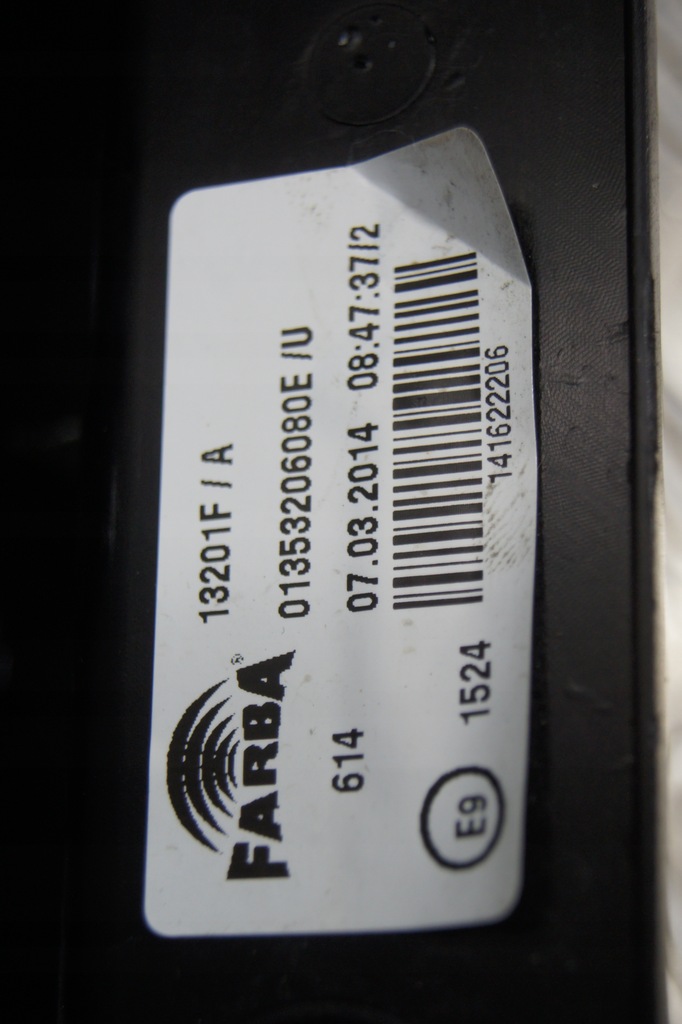 13201F / A
FARBA®
01353206080E /U
614
07.03.2014 08:47:37/2
141622206
E9
1524